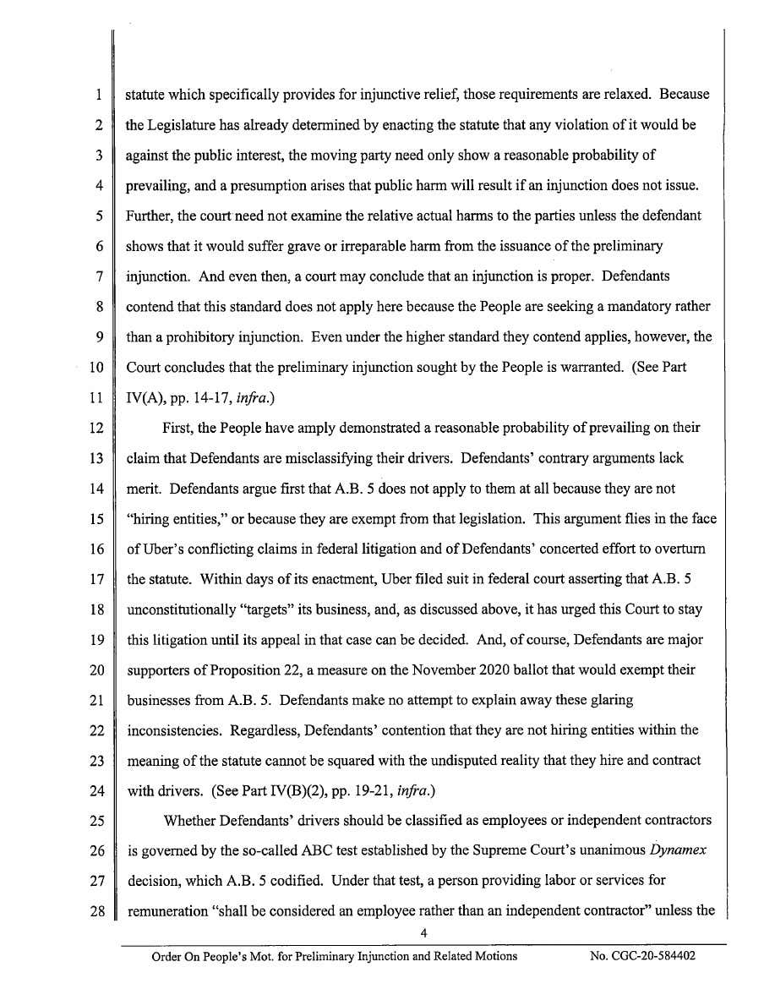 1 statute which specifically provides for injunctive relief, those requirements are relaxed. Because
2 the Legislature has already determined by enacting the statute that any violation of it would be
3 against the public interest, the moving party need only show a reasonable probability of
4 prevailing, and a presumption arises that public harm will result if an injunction does not issue.
5 Further, the court need not examine the relative actual harms to the parties unless the defendant
6 shows that it would suffer grave or irreparable harm from the issuance of the preliminary
7 injunction. And even then, a court may conclude that an injunction is proper. Defendants
8 contend that this standard does not apply here because the People are seeking a mandatory rather
9 than a prohibitory injunction. Even under the higher standard they contend applies, however, the
10 Court concludes that the preliminary injunction sought by the People is warranted. (See Part
11 IV(A), pp. 14-17, infra.)
12 First, the People have amply demonstrated a reasonable probability of prevailing on their
13 claim that Defendants are misclassifying their drivers. Defendants’ contrary arguments lack
14 merit. Defendants argue first that A.B. 5 does not apply to them at all because they are not
15 “hiring entities,” or because they are exempt from that legislation. This argument flies in the face
16 of Uber’s conflicting claims in federal litigation and of Defendants’ concerted effort to overturn
17 the statute. Within days of its enactment, Uber filed suit in federal court asserting that A.B. 5
18 unconstitutionally “targets” its business, and, as discussed above, it has urged this Court to stay
19 this litigation until its appeal in that case can be decided. And, of course, Defendants are major
20 supporters of Proposition 22, a measure on the November 2020 ballot that would exempt their
21 businesses from A.B. 5. Defendants make no attempt to explain away these glaring
22 inconsistencies. Regardless, Defendants’ contention that they are not hiring entities within the
23 meaning of the statute cannot be squared with the undisputed reality that they hire and contract
24 with drivers. (See Part IV(B)(2), pp. 19-21, infra.)
25 Whether Defendants’ drivers should be classified as employees or independent contractors
26 is governed by the so-called ABC test established by the Supreme Court’s unanimous Dynamex
27 decision, which A.B. 5 codified. Under that test, a person providing labor or services for
28 remuneration “shall be considered an employee rather than an independent contractor” unless the
4
Order On People’s Mot. for Preliminary Injunction and Related Motions No. CGC-20-584402